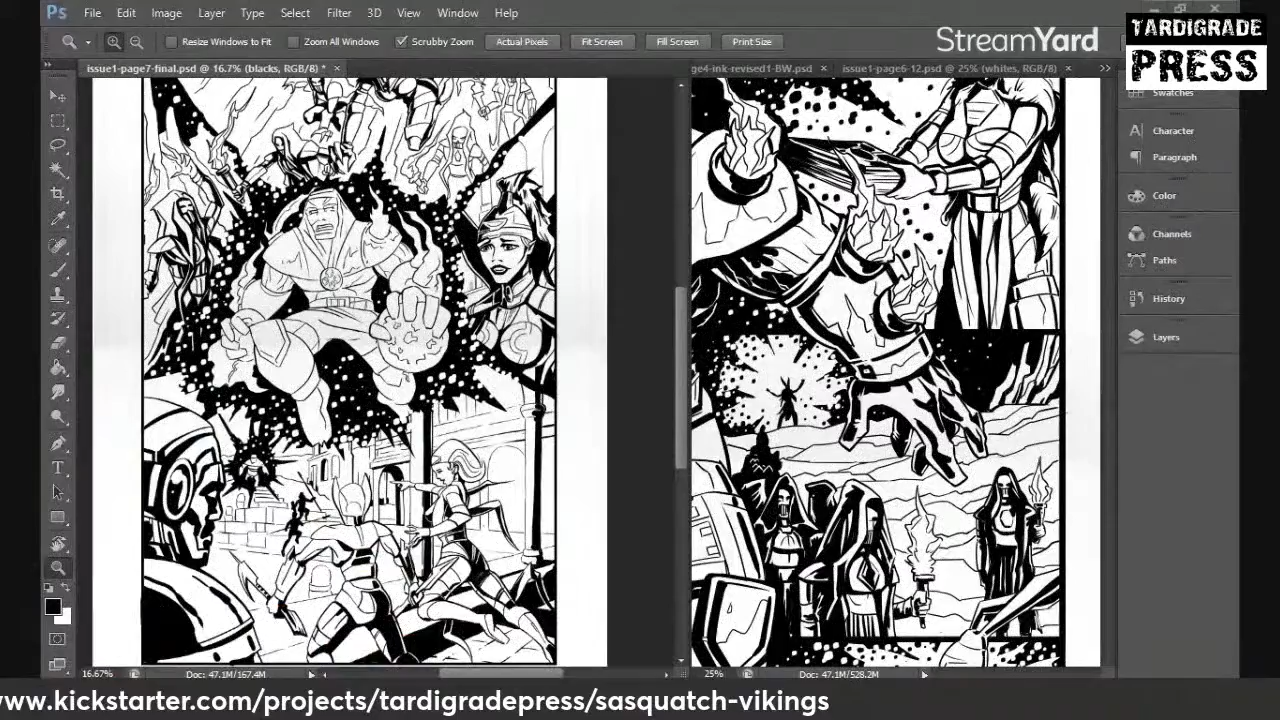 Ps File Edit Image Layer Type Select Filter 3D View Window Help
Resize Windows to Fit Zoom All Windows Scrubby Zoom Actual Pixels Fit Screen Fill Screen Print Size
StreamYard
TARDIGRADE
PRESS
issue1-page7-final.psd @ 16.7% (blacks, RGB/8) * ×
ge4-ink-revised1-BW.psd × issue1-page6-12.psd @ 25% (whites, RGB/8) × >>
Swatches
Character
Paragraph
Color
Channels
Paths
History
Layers
16.67% Doc: 47.1M/167.4M
25% Doc: 47.1M/528.2M
w.kickstarter.com/projects/tardigradepress/sasquatch-vikings